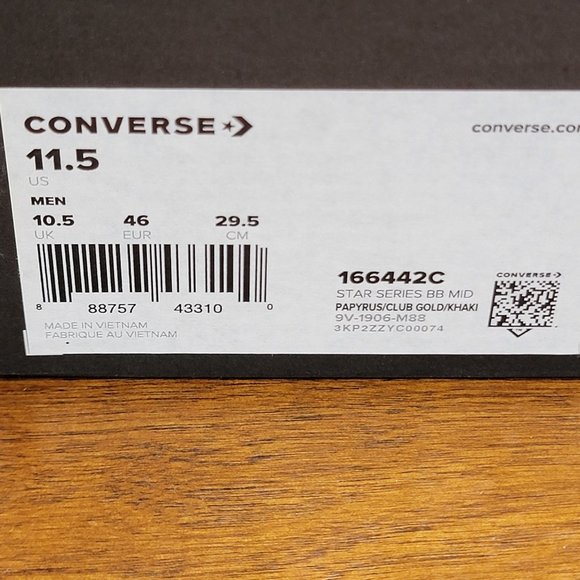 CONVERSE
converse.com
11.5
US
MEN
10.5 46 29.5
UK EUR CM
8 88757 43310 0
MADE IN VIETNAM
FABRIQUE AU VIETNAM
166442C
STAR SERIES BB MID
PAPYRUS/CLUB GOLD/KHAKI
9V-1906-M88
3KP2ZZYC00074
CONVERSE